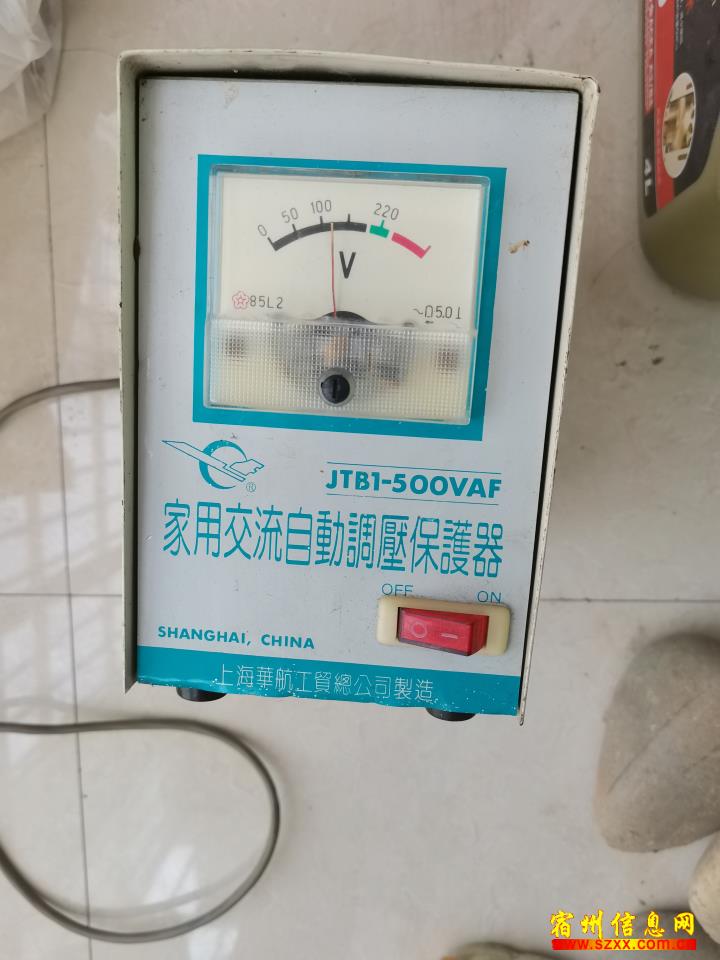 0 50 100 220
V
85L2
~ 5.0
®
JTB1-500VAF
家用交流自動調壓保護器
OFF ON
SHANGHAI, CHINA
上海華航工貿總公司製造
4L
宿州信息网
www.szxx.com.cn